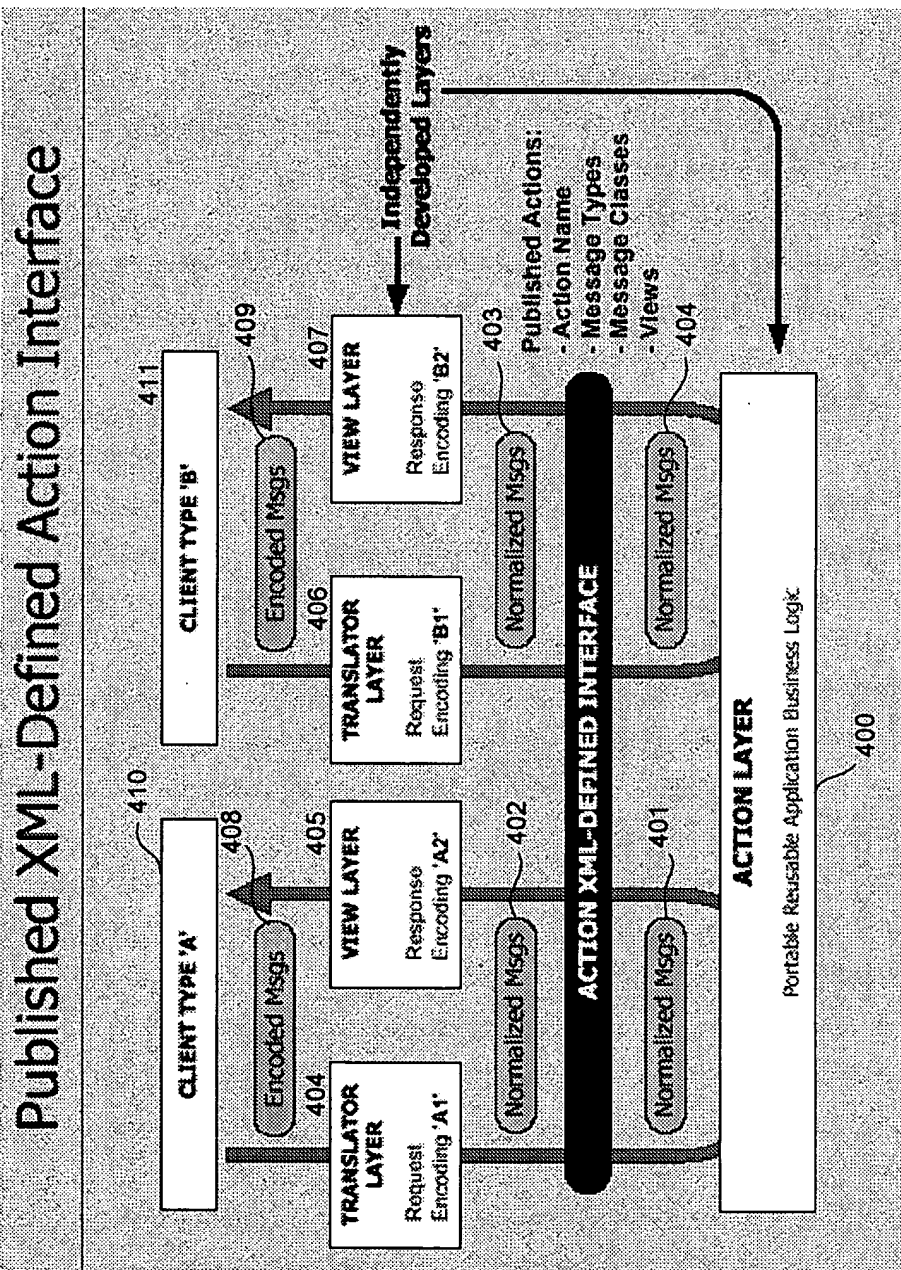 Published XML-Defined Action Interface
410
CLIENT TYPE 'A'
411
CLIENT TYPE 'B'
408
Encoded Msgs
409
Encoded Msgs
404
TRANSLATOR
LAYER
Request
Encoding 'A1'
405
VIEW LAYER
Response
Encoding 'A2'
406
TRANSLATOR
LAYER
Request
Encoding 'B1'
407
VIEW LAYER
Response
Encoding 'B2'
Independently
Developed Layers
Normalized Msgs
402
Normalized Msgs
403
ACTION XML-DEFINED INTERFACE
Published Actions:
- Action Name
- Message Types
- Message Classes
- Views
Normalized Msgs
401
Normalized Msgs
404
ACTION LAYER
Portable Reusable Application Business Logic
400